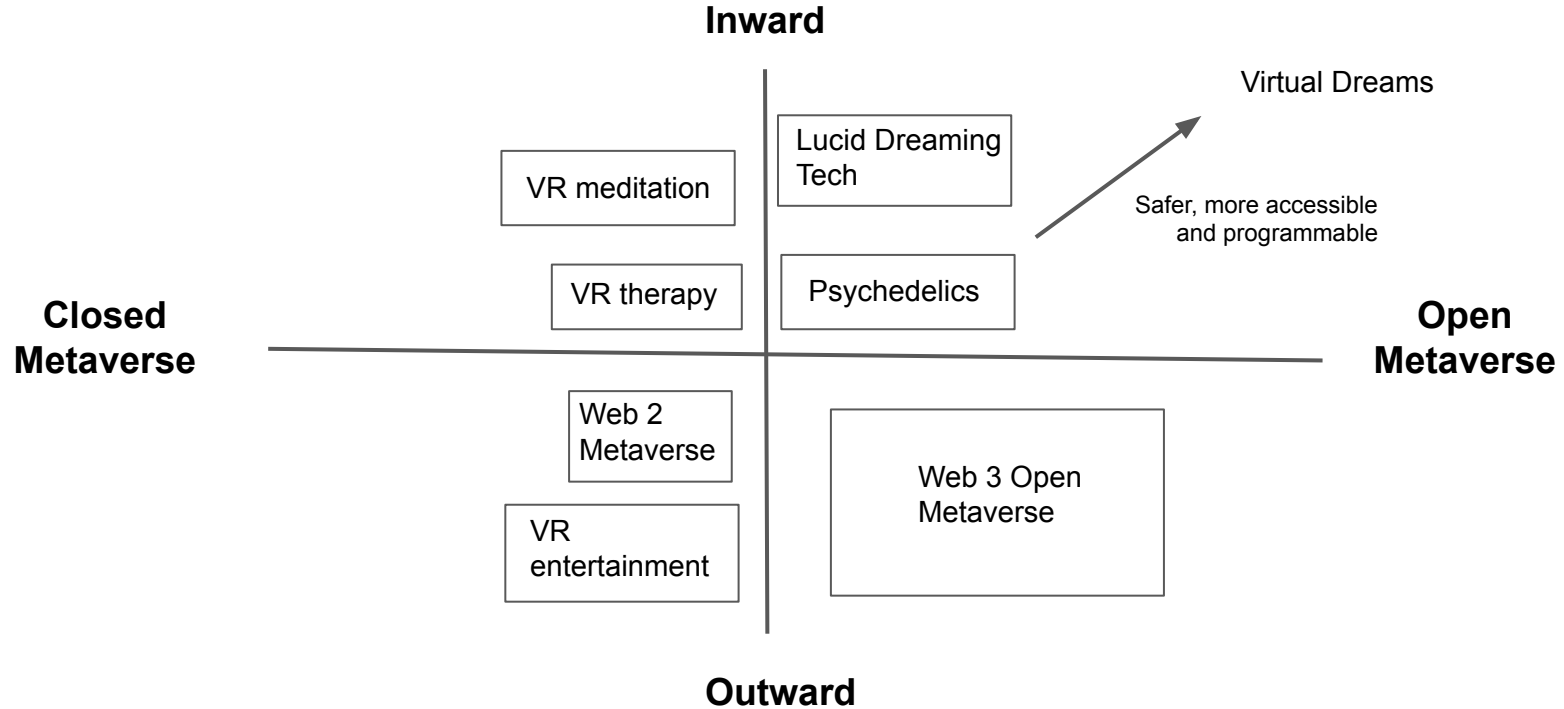 Inward
Virtual Dreams
Lucid Dreaming
Tech
VR meditation
Safer, more accessible
and programmable
VR therapy
Psychedelics
Closed
Metaverse
Open
Metaverse
Web 2
Metaverse
Web 3 Open
Metaverse
VR
entertainment
Outward